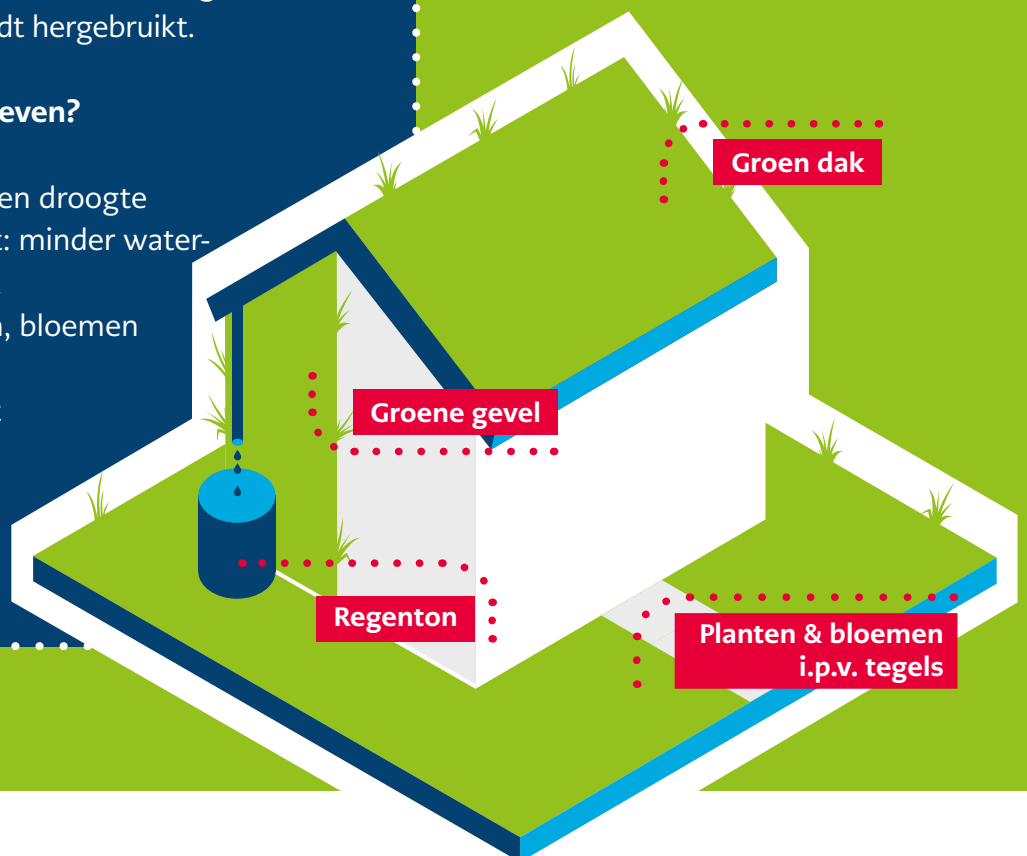 dt hergebruikt.
even?
en droogte
t: minder water-
, bloemen
Groen dak
Groene gevel
Regenton
Planten & bloemen
i.p.v. tegels